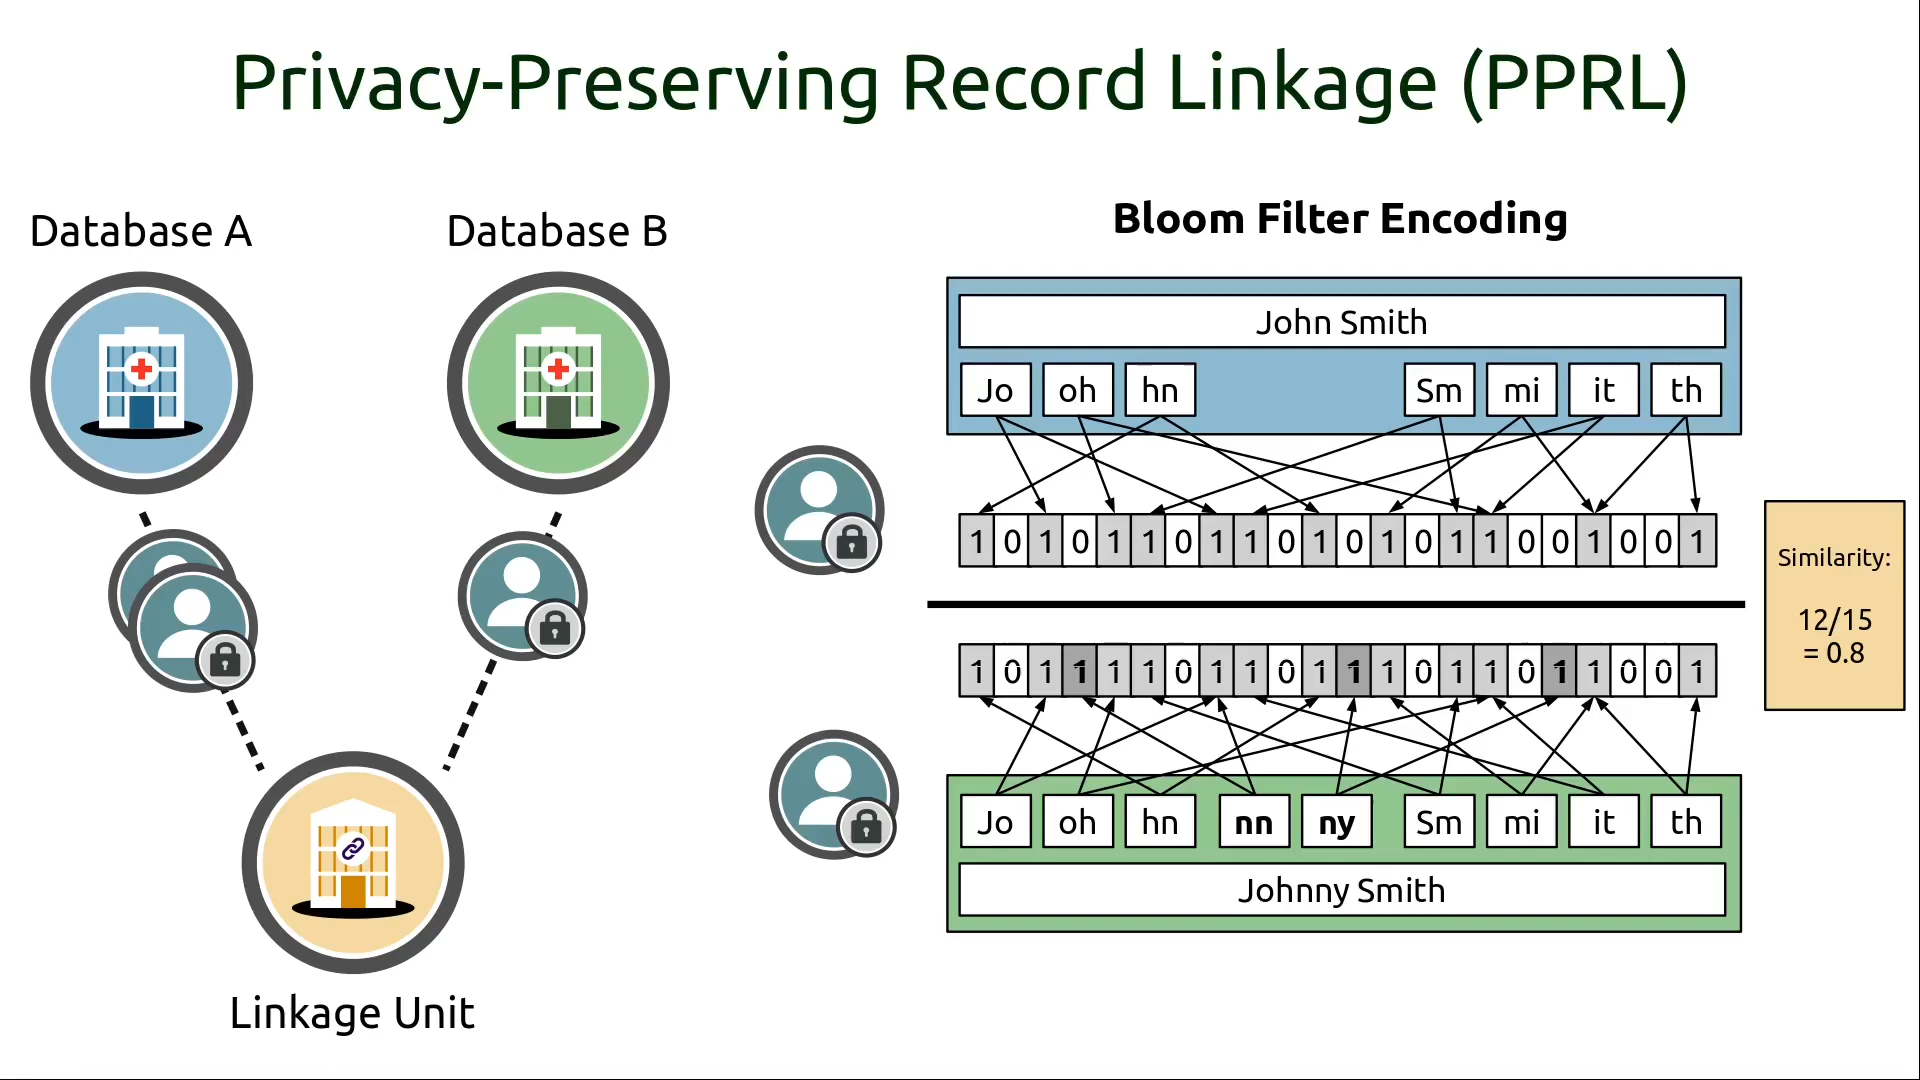 Privacy-Preserving Record Linkage (PPRL)
Database A
Database B
Linkage Unit
Bloom Filter Encoding
John Smith
Jo oh hn Sm mi it th
1 0 1 0 1 1 0 1 1 0 1 0 1 0 1 1 0 0 1 0 0 1
1 0 1 1 1 1 0 1 1 0 1 1 1 0 1 1 0 1 1 0 0 1
Jo oh hn nn ny Sm mi it th
Johnny Smith
Similarity:
12/15
= 0.8